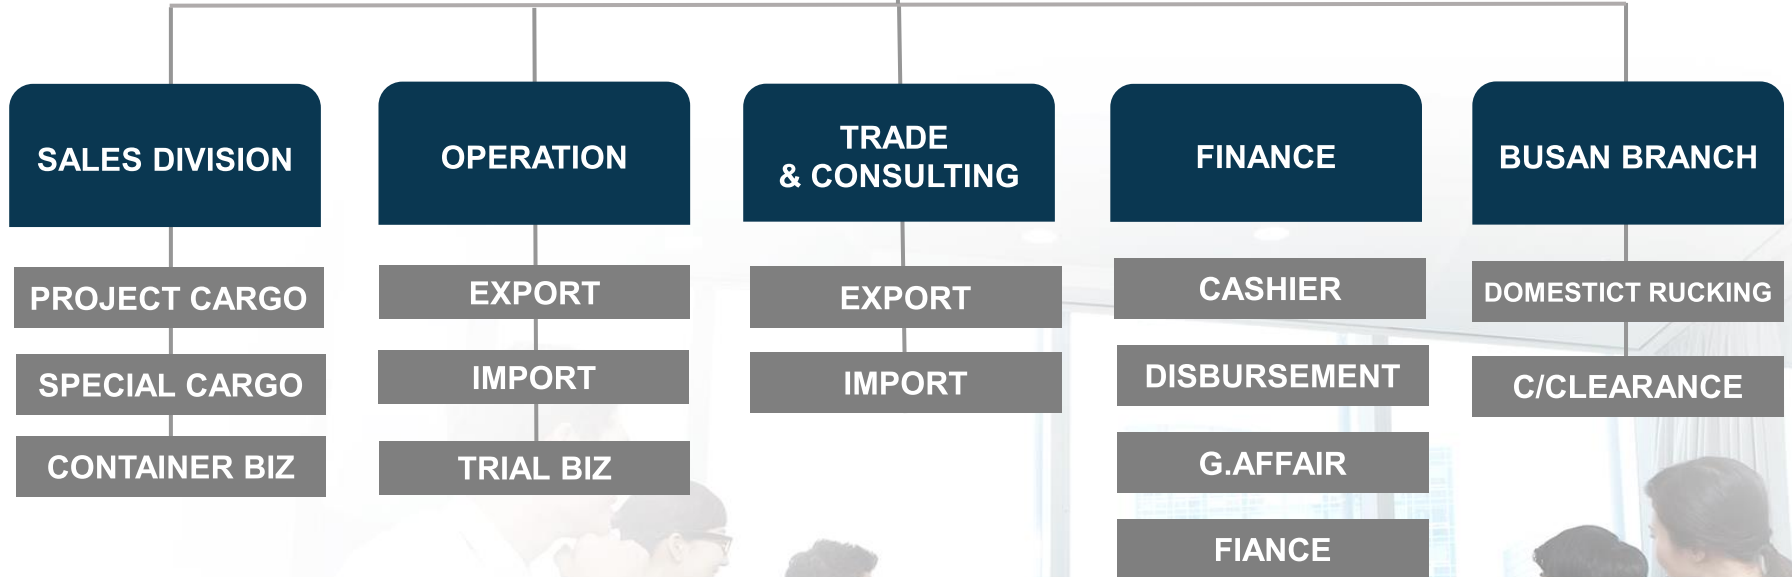 SALES DIVISION
PROJECT CARGO
SPECIAL CARGO
CONTAINER BIZ
OPERATION
EXPORT
IMPORT
TRIAL BIZ
TRADE
& CONSULTING
EXPORT
IMPORT
FINANCE
CASHIER
DISBURSEMENT
G.AFFAIR
FIANCE
BUSAN BRANCH
DOMESTICT RUCKING
C/CLEARANCE